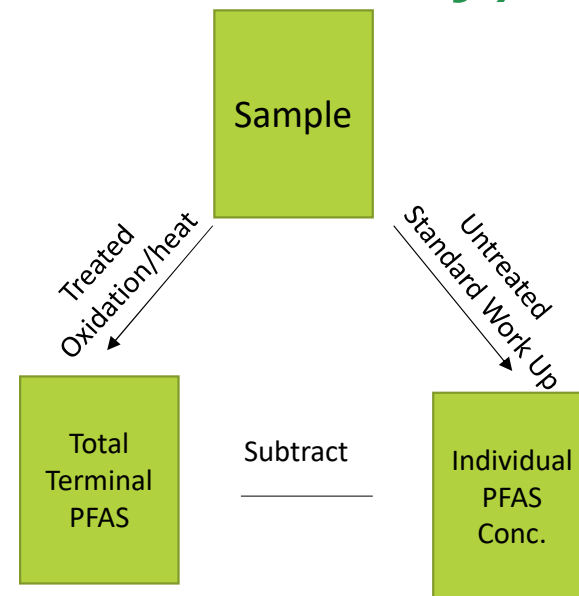 Sample
Treated
Oxidation/heat
Untreated
Standard Work Up
Total
Terminal
PFAS
Subtract
Individual
PFAS
Conc.